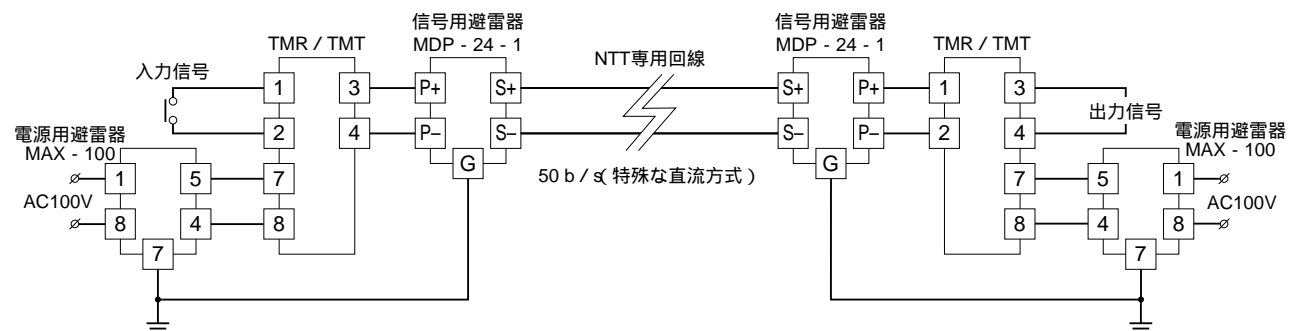 信号用避雷器
MDP - 24 - 1
TMR / TMT
入力信号
1
3
P+
S+
2
4
P–
S–
G
電源用避雷器
MAX - 100
1
5
7
AC100V
8
4
8
7
NTT専用回線
50 b / s( 特殊な直流方式 )
信号用避雷器
MDP - 24 - 1
TMR / TMT
S+
P+
1
3
S–
P–
2
4
G
出力信号
電源用避雷器
MAX - 100
7
5
1
AC100V
8
4
8
7